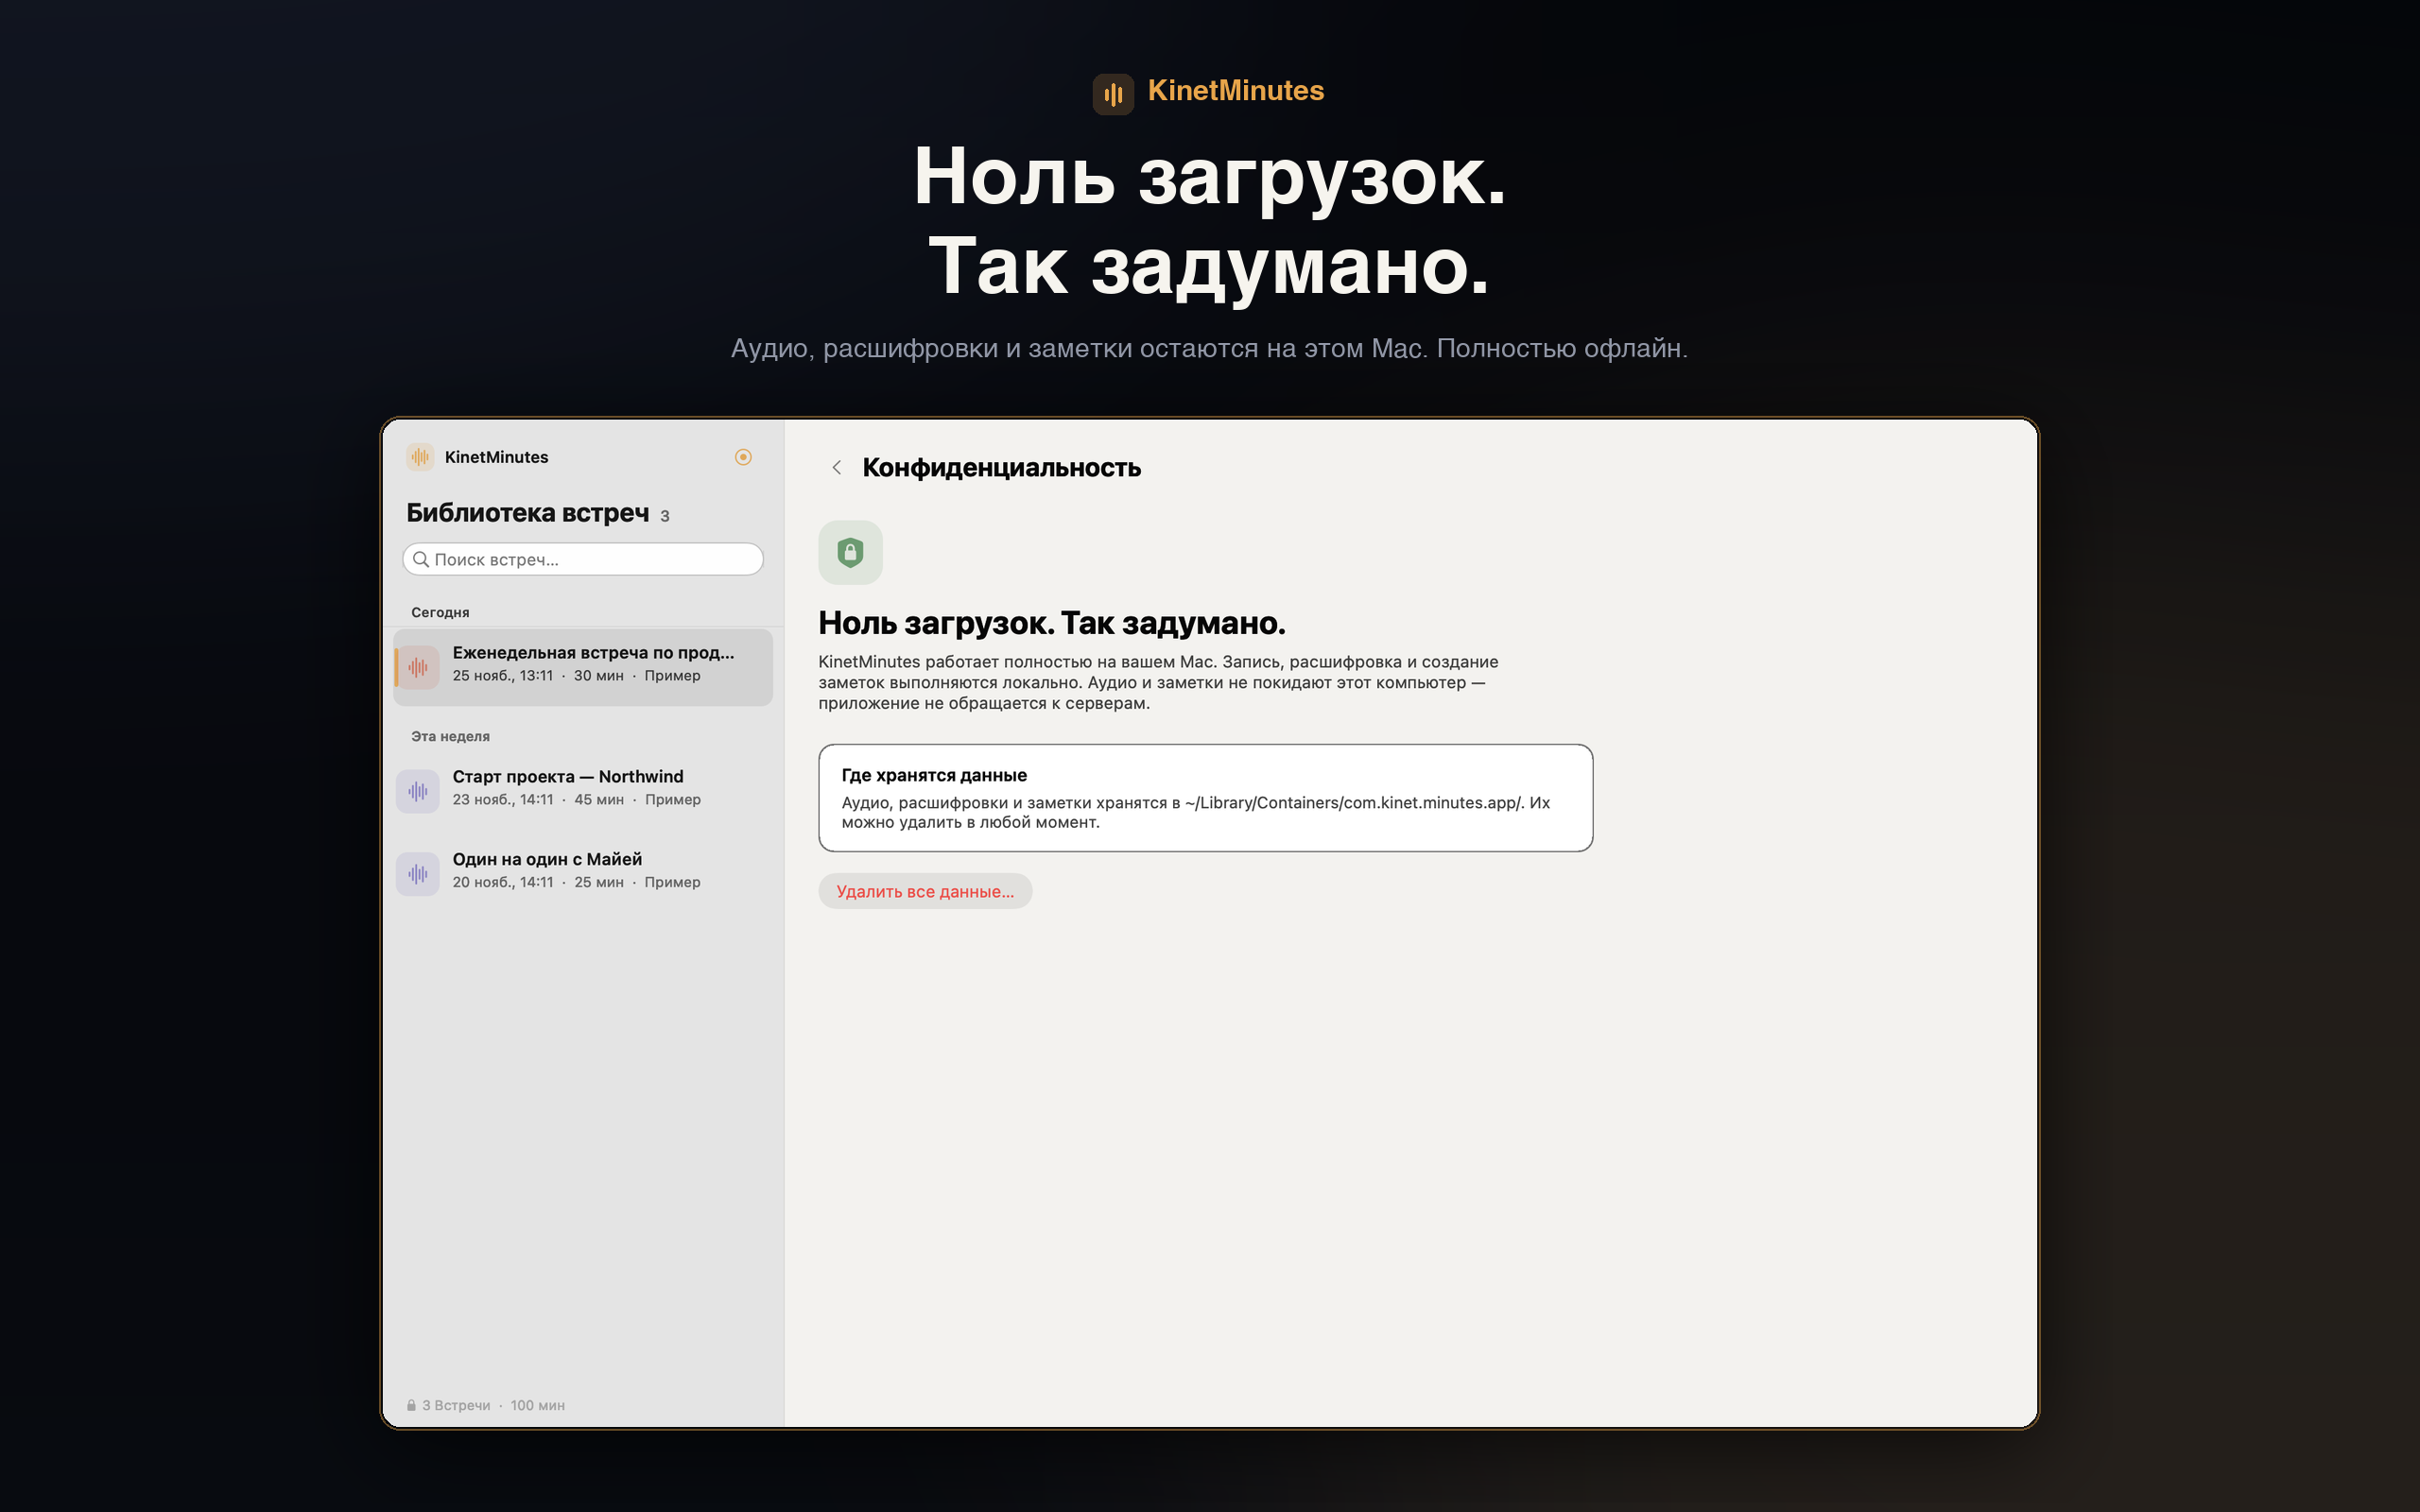 KinetMinutes
Ноль загрузок.
Так задумано.
Аудио, расшифровки и заметки остаются на этом Mac. Полностью офлайн.
KinetMinutes
Библиотека встреч 3
Поиск встреч...
Сегодня
Еженедельная встреча по прод...
25 нояб., 13:11 · 30 мин · Пример
Эта неделя
Старт проекта — Northwind
23 нояб., 14:11 · 45 мин · Пример
Один на один с Майей
20 нояб., 14:11 · 25 мин · Пример
3 Встречи · 100 мин
Конфиденциальность
Ноль загрузок. Так задумано.
KinetMinutes работает полностью на вашем Mac. Запись, расшифровка и создание
заметок выполняются локально. Аудио и заметки не покидают этот компьютер —
приложение не обращается к серверам.
Где хранятся данные
Аудио, расшифровки и заметки хранятся в ~/Library/Containers/com.kinet.minutes.app/. Их
можно удалить в любой момент.
Удалить все данные...